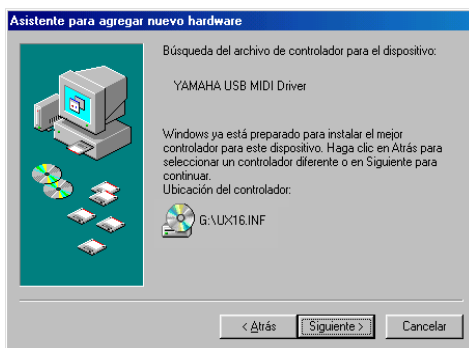 Asistente para agregar nuevo hardware
Búsqueda del archivo de controlador para el dispositivo:
YAMAHA USB MIDI Driver
Windows ya está preparado para instalar el mejor
controlador para este dispositivo. Haga clic en Atrás para
seleccionar un controlador diferente o en Siguiente para
continuar.
Ubicación del controlador:
G:\UX16.INF
< Atrás
Siguiente >
Cancelar